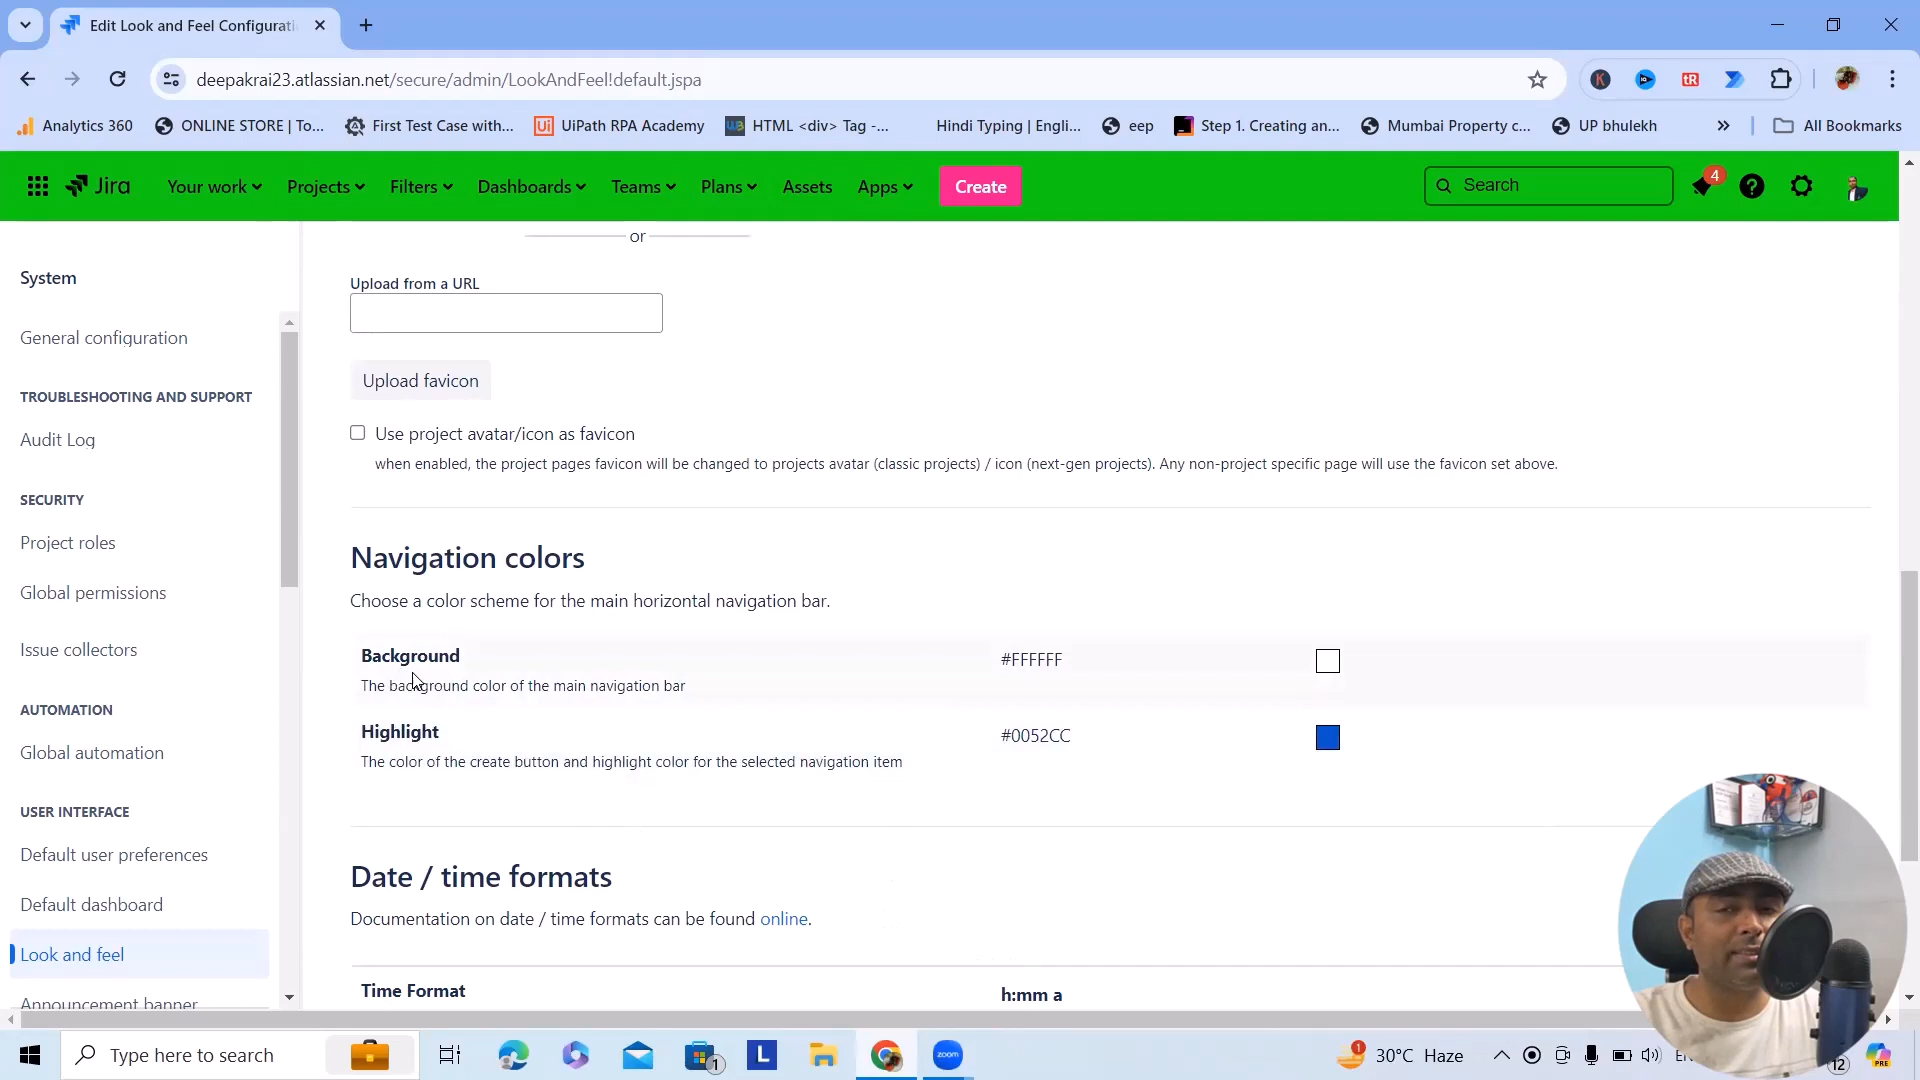 Edit Look and Feel Configurati
deepakrai23.atlassian.net/secure/admin/LookAndFeel!default.jspa
Analytics 360
ONLINE STORE | To...
First Test Case with...
UiPath RPA Academy
HTML <div> Tag -...
Hindi Typing | Engli...
eep
Step 1. Creating an...
Mumbai Property c...
UP bhulekh
All Bookmarks
Jira
Your work
Projects
Filters
Dashboards
Teams
Plans
Assets
Apps
Create
Search
4
System
General configuration
TROUBLESHOOTING AND SUPPORT
Audit Log
SECURITY
Project roles
Global permissions
Issue collectors
AUTOMATION
Global automation
USER INTERFACE
Default user preferences
Default dashboard
Look and feel
Announcement banner
or
Upload from a URL
Upload favicon
Use project avatar/icon as favicon
when enabled, the project pages favicon will be changed to projects avatar (classic projects) / icon (next-gen projects). Any non-project specific page will use the favicon set above.
Navigation colors
Choose a color scheme for the main horizontal navigation bar.
Background
#FFFFFF
The background color of the main navigation bar
Highlight
#0052CC
The color of the create button and highlight color for the selected navigation item
Date / time formats
Documentation on date / time formats can be found online.
Time Format
h:mm a
Type here to search
1
L
zoom
1
30°C Haze
12
PRE